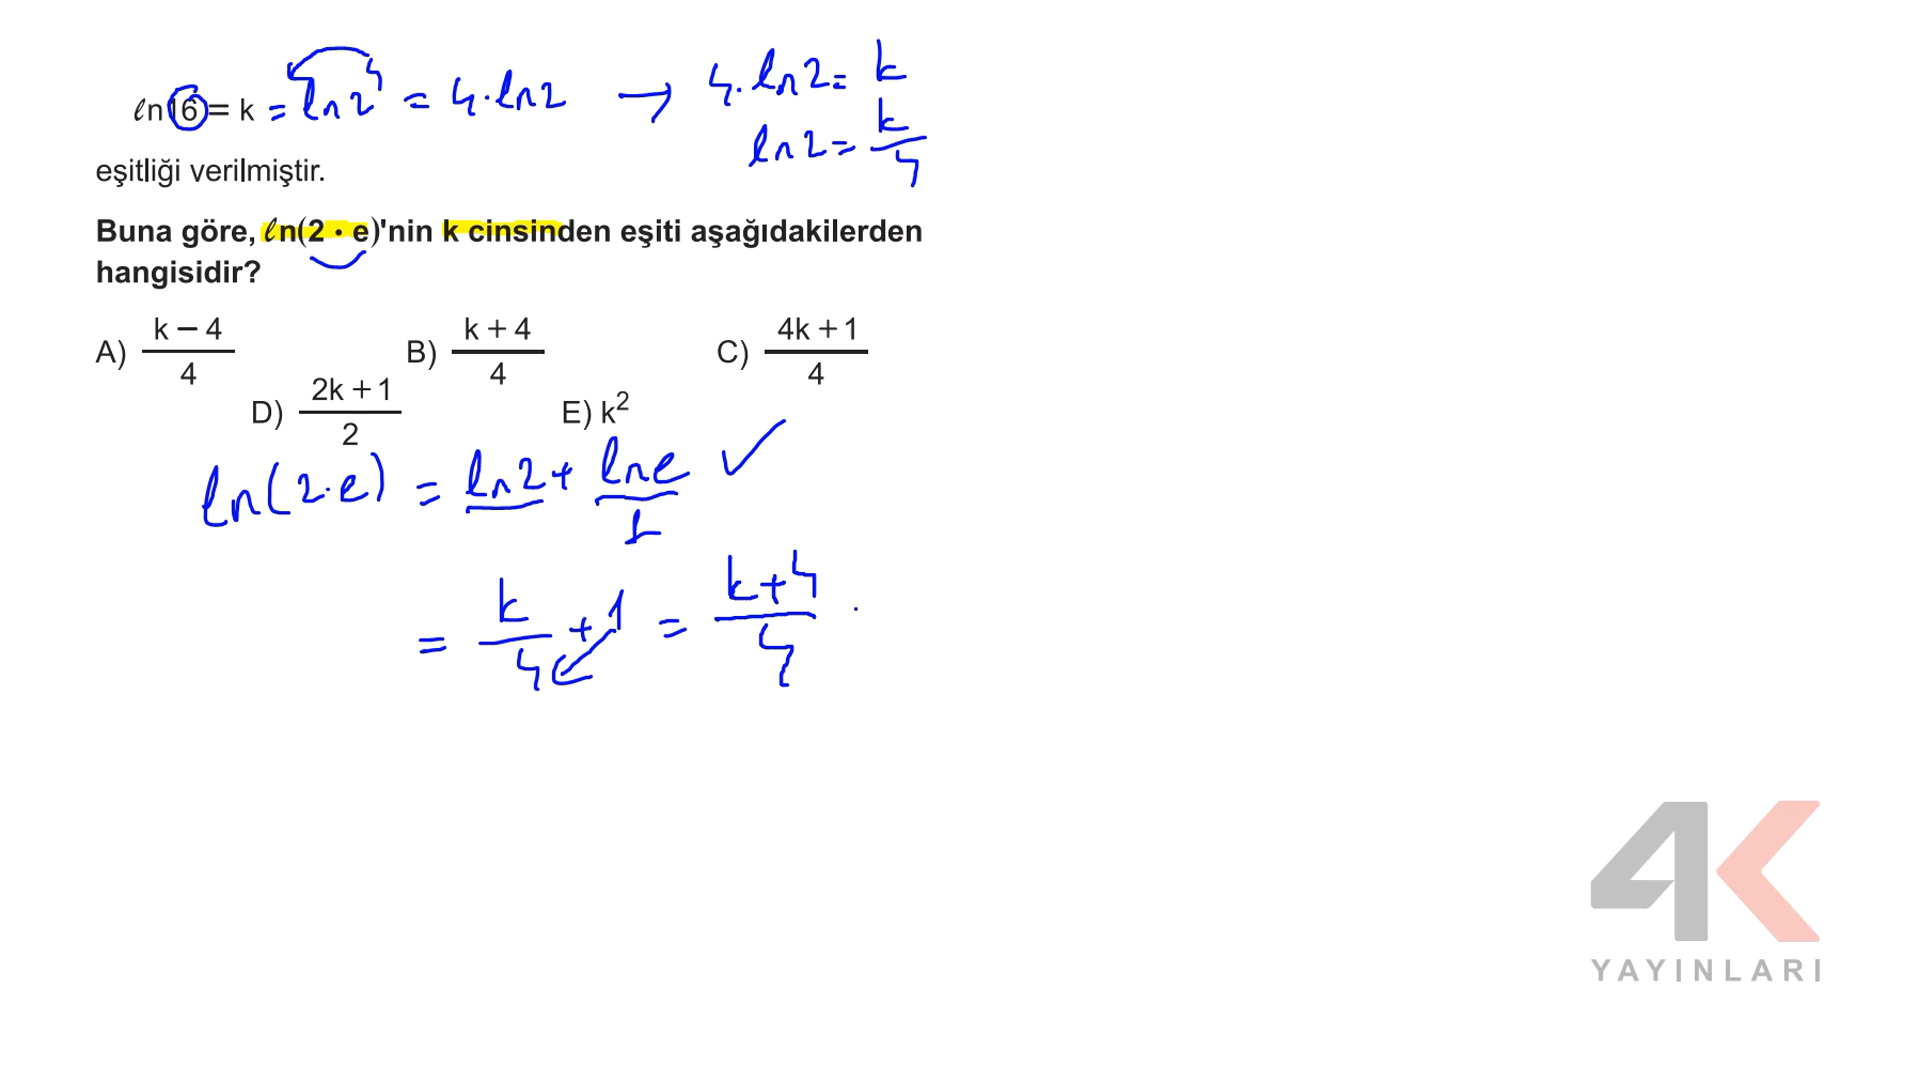 ℓn16 = k = ln 2⁴ = 4·ln2 → 4·ln2 = k
ln2 = k/4
eşitliği verilmiştir.
Buna göre, ℓn(2 · e)'nin k cinsinden eşiti aşağıdakilerden
hangisidir?
A) (k − 4)/4 B) (k + 4)/4 C) (4k + 1)/4
D) (2k + 1)/2 E) k²
ln(2·e) = ln2 + lne ✓
1
= k/4 + 1 = (k+4)/4
4K
YAYINLARI